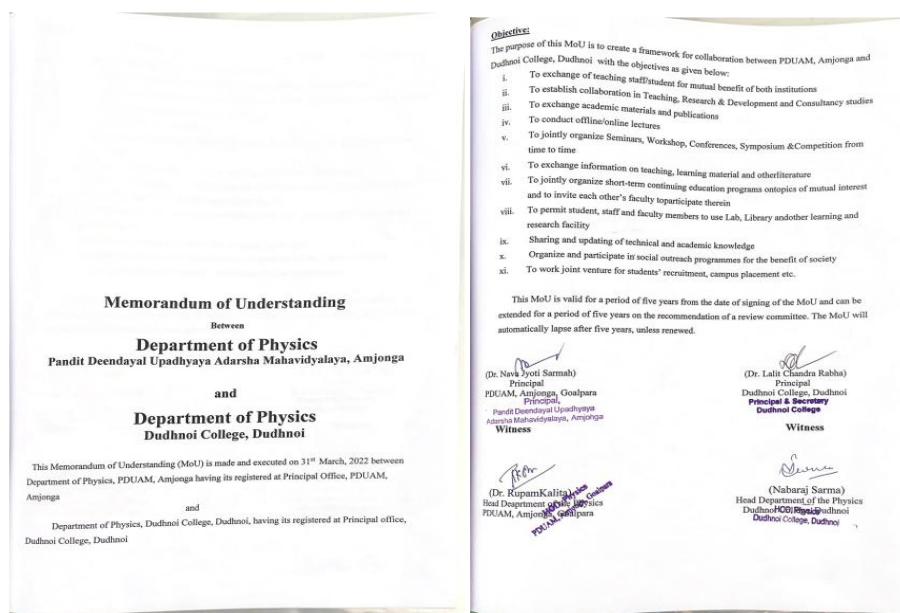 Memorandum of Understanding
Between
Department of Physics
Pandit Deendayal Upadhyaya Adarsha Mahavidyalaya, Amjonga
and
Department of Physics
Dudhnoi College, Dudhnoi
This Memorandum of Understanding (MoU) is made and executed on 31st March, 2022 between
Department of Physics, PDUAM, Amjonga having its registered at Principal Office, PDUAM,
Amjonga
and
Department of Physics, Dudhnoi College, Dudhnoi, having its registered at Principal office,
Dudhnoi College, Dudhnoi
Objective:
The purpose of this MoU is to create a framework for collaboration between PDUAM, Amjonga and
Dudhnoi College, Dudhnoi with the objectives as given below:
i. To exchange of teaching staff/student for mutual benefit of both institutions
ii. To establish collaboration in Teaching, Research & Development and Consultancy studies
iii. To exchange academic materials and publications
iv. To conduct offline/online lectures
v. To jointly organize Seminars, Workshop, Conferences, Symposium &Competition from
time to time
vi. To exchange information on teaching, learning material and otherliterature
vii. To jointly organize short-term continuing education programs ontopics of mutual interest
and to invite each other's faculty toparticipate therein
viii. To permit student, staff and faculty members to use Lab, Library andother learning and
research facility
ix. Sharing and updating of technical and academic knowledge
x. Organize and participate in social outreach programmes for the benefit of society
xi. To work joint venture for students' recruitment, campus placement etc.
This MoU is valid for a period of five years from the date of signing of the MoU and can be
extended for a period of five years on the recommendation of a review committee. The MoU will
automatically lapse after five years, unless renewed.
(Dr. Nava Jyoti Sarmah)
Principal
PDUAM, Amjonga, Goalpara
Principal,
Pandit Deendayal Upadhyaya
Adarsha Mahavidyalaya, Amjonga
Witness
(Dr. Lalit Chandra Rabha)
Principal
Dudhnoi College, Dudhnoi
Principal & Secretary
Dudhnoi College
Witness
(Dr. RupamKalita)
Head Deaprtment of the Physics
PDUAM, Amjonga, Goalpara
Physics
PDUAM, Goalpara
(Nabaraj Sarma)
Head Department of the Physics
Dudhnoi Dudhnoi
HOD, Physics
Dudhnoi College, Dudhnoi